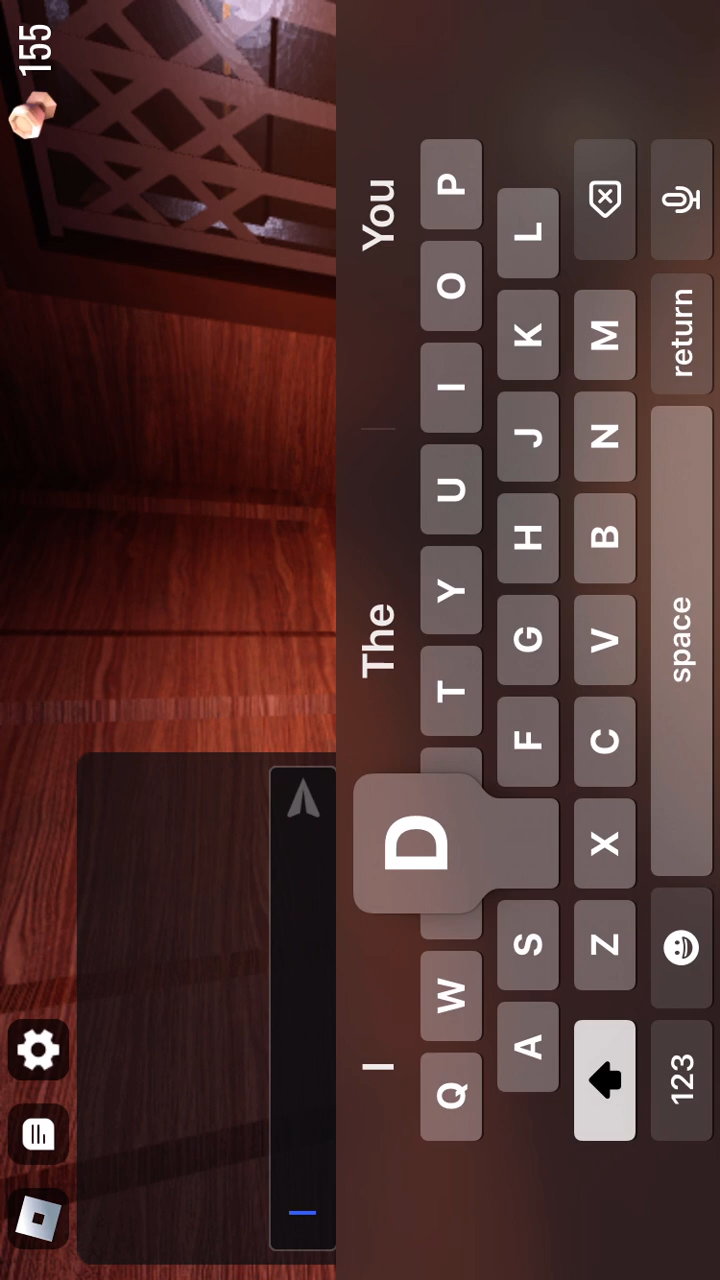 155
I The You
Q W T Y U I O P
D
A S F G H J K L
Z X C V B N M
123 space return